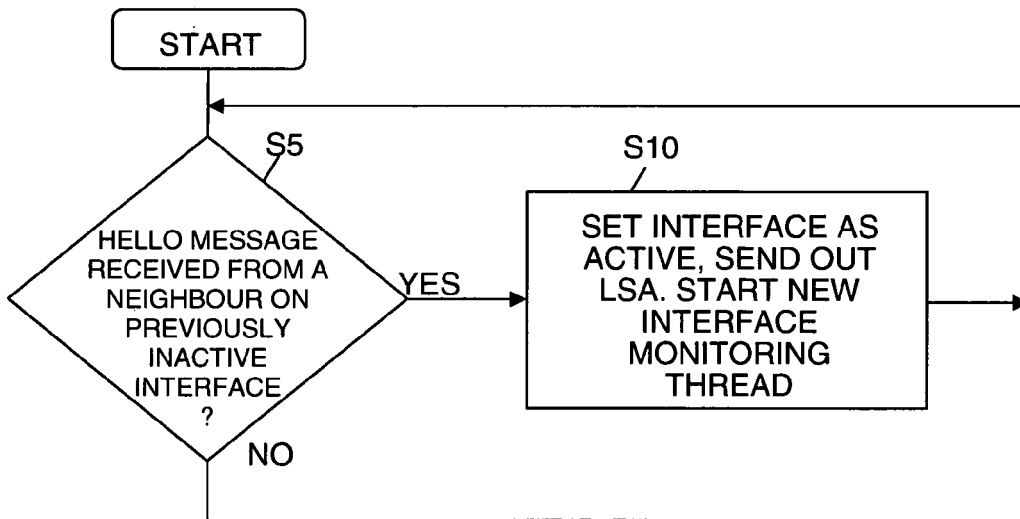 START
S5
HELLO MESSAGE
RECEIVED FROM A
NEIGHBOUR ON
PREVIOUSLY
INACTIVE
INTERFACE
?
YES
NO
S10
SET INTERFACE AS
ACTIVE, SEND OUT
LSA. START NEW
INTERFACE
MONITORING
THREAD